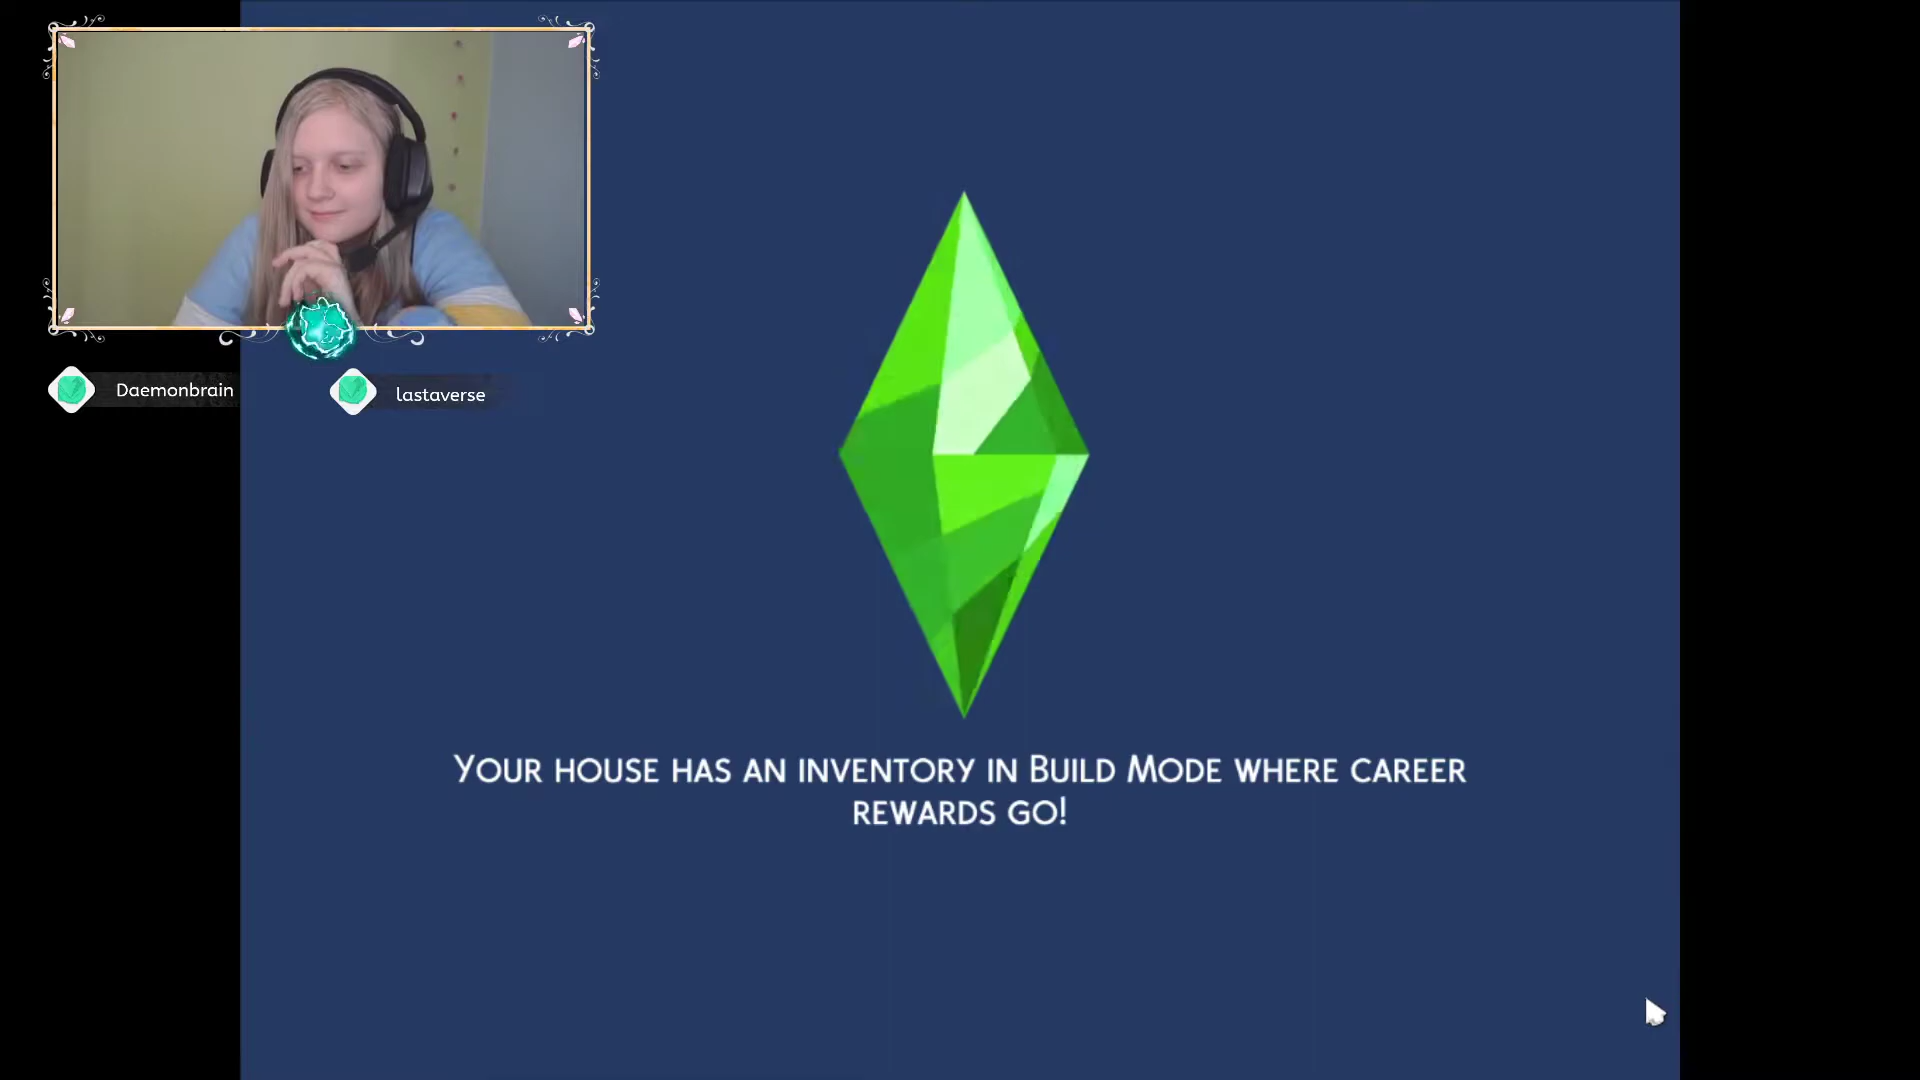 Daemonbrain
lastaverse
YOUR HOUSE HAS AN INVENTORY IN BUILD MODE WHERE CAREER
REWARDS GO!